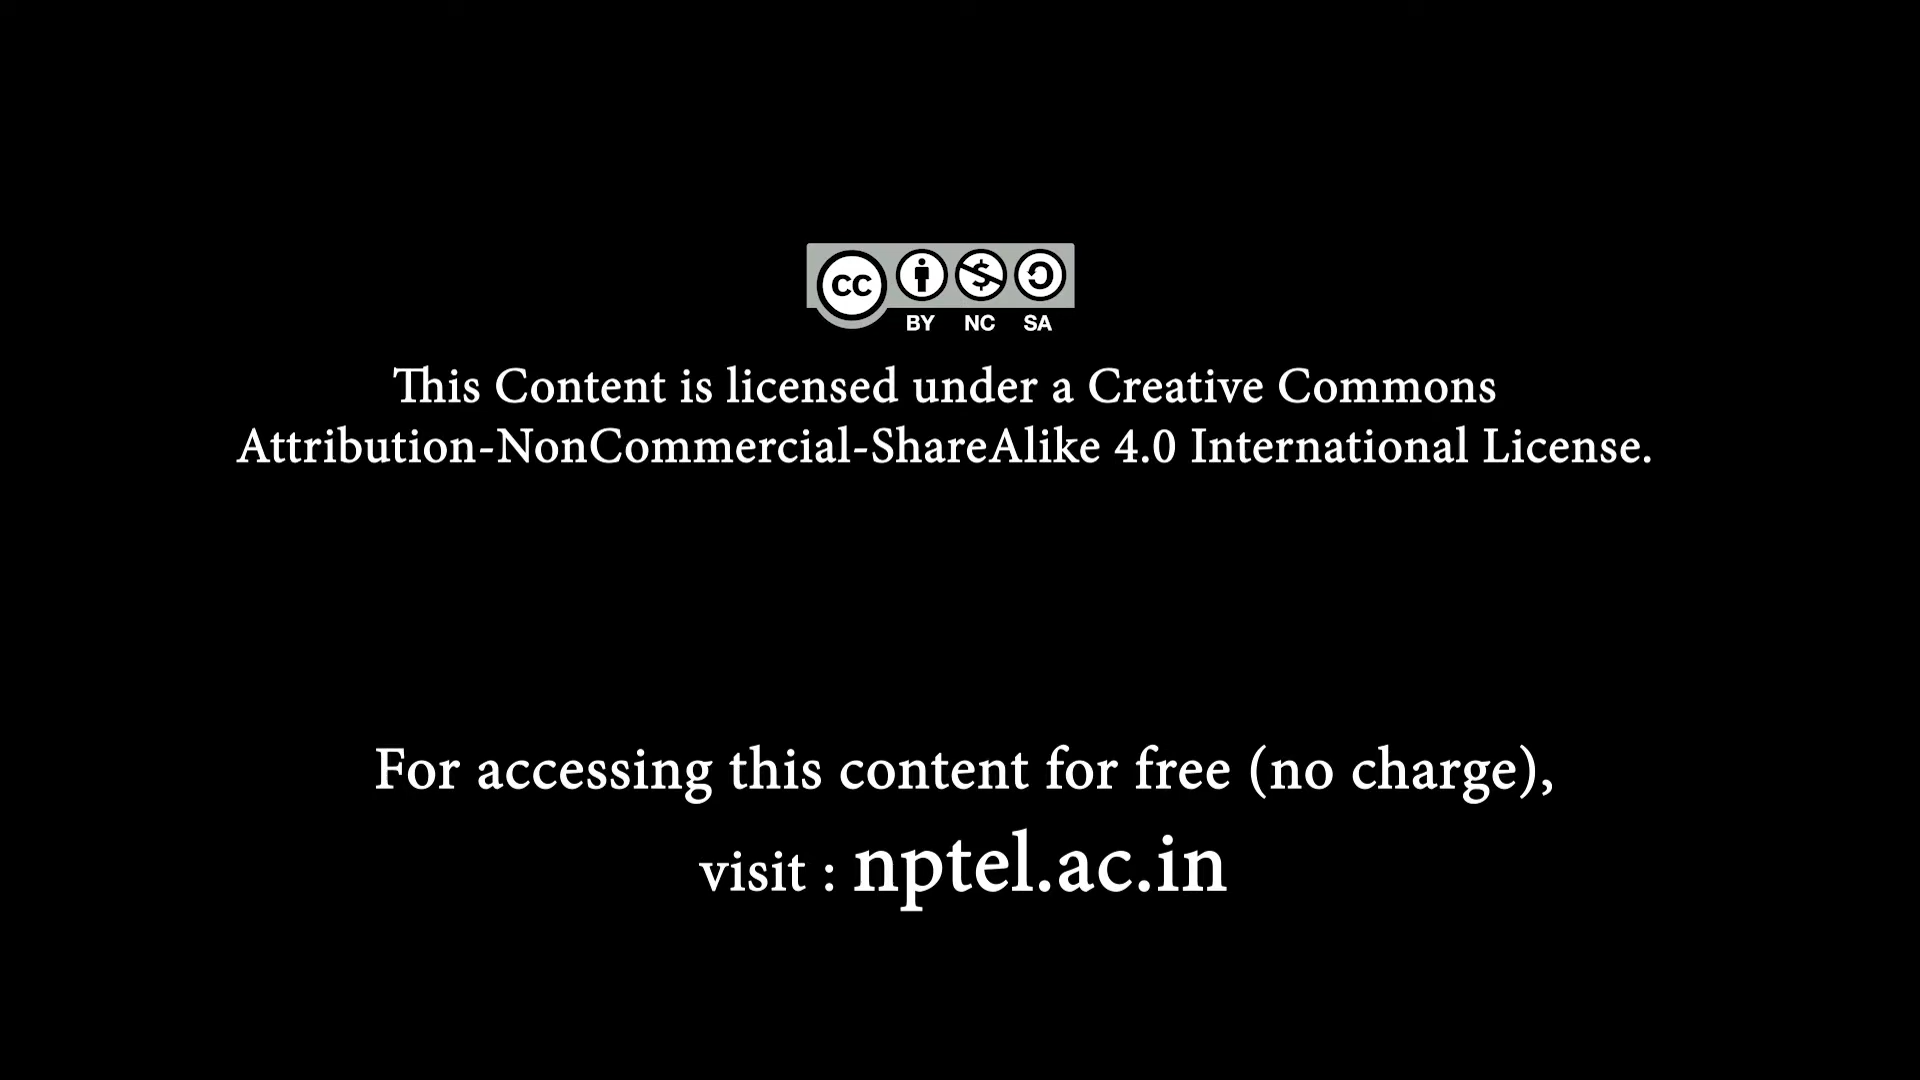 CC BY NC SA
This Content is licensed under a Creative Commons
Attribution-NonCommercial-ShareAlike 4.0 International License.
For accessing this content for free (no charge),
visit : nptel.ac.in